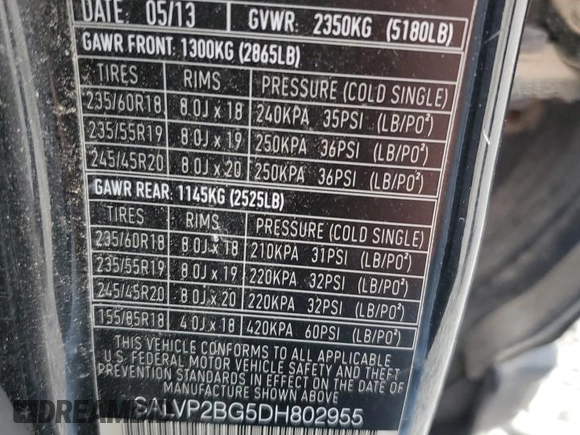 DATE 05/13 GVWR: 2350KG (5180LB)
GAWR FRONT: 1300KG (2865LB)
TIRES RIMS PRESSURE (COLD SINGLE)
235/60R18 8.0J x 18 240KPA 35PSI (LB/PO²)
235/55R19 8.0J x 19 250KPA 36PSI (LB/PO²)
245/45R20 8.0J x 20 250KPA 36PSI (LB/PO²)
GAWR REAR: 1145KG (2525LB)
TIRES RIMS PRESSURE (COLD SINGLE)
235/60R18 8.0J x 18 210KPA 31PSI (LB/PO²)
235/55R19 8.0J x 19 220KPA 32PSI (LB/PO²)
245/45R20 8.0J x 20 220KPA 32PSI (LB/PO²)
155/85R18 4.0J x 18 420KPA 60PSI (LB/PO²)
THIS VEHICLE CONFORMS TO ALL APPLICABLE
U.S. FEDERAL MOTOR VEHICLE SAFETY AND THEFT
PREVENTION STANDARDS IN EFFECT ON THE DATE
OF MANUFACTURE SHOWN ABOVE
SALVP2BG5DH802955
EPICVIN